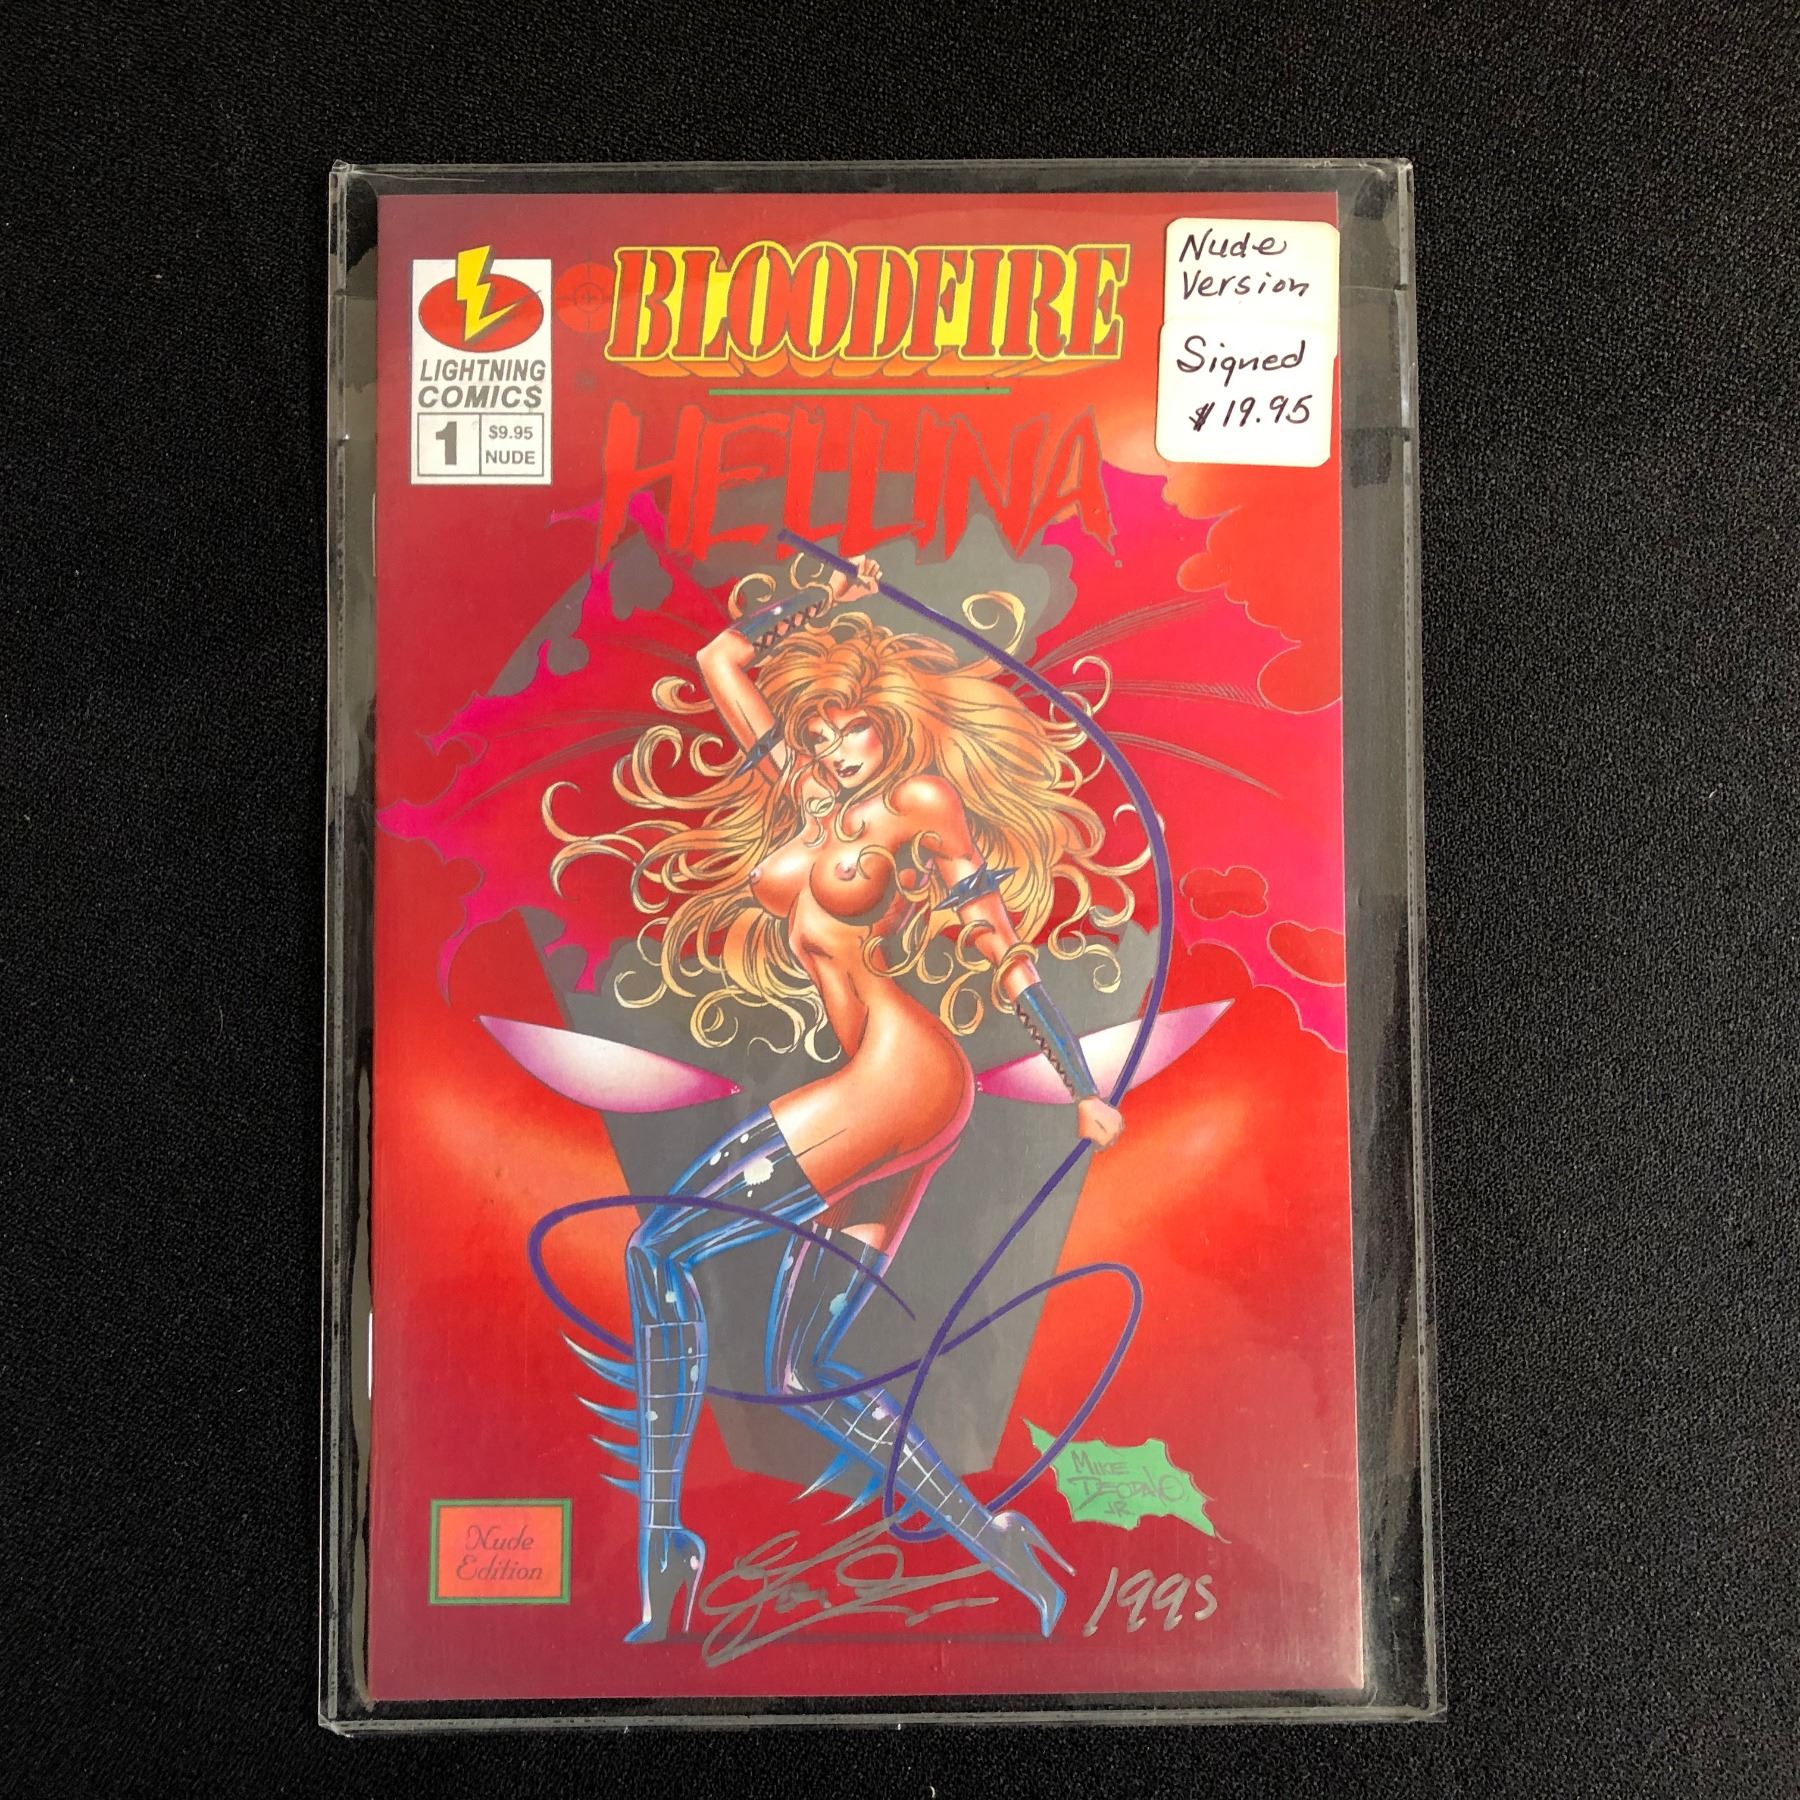 BLOODFIRE
HELLINA
LIGHTNING
COMICS
1
$9.95
NUDE
Nude
Version
Signed
$19.95
MIKE
DEODATO
JR.
Nude
Edition
1995